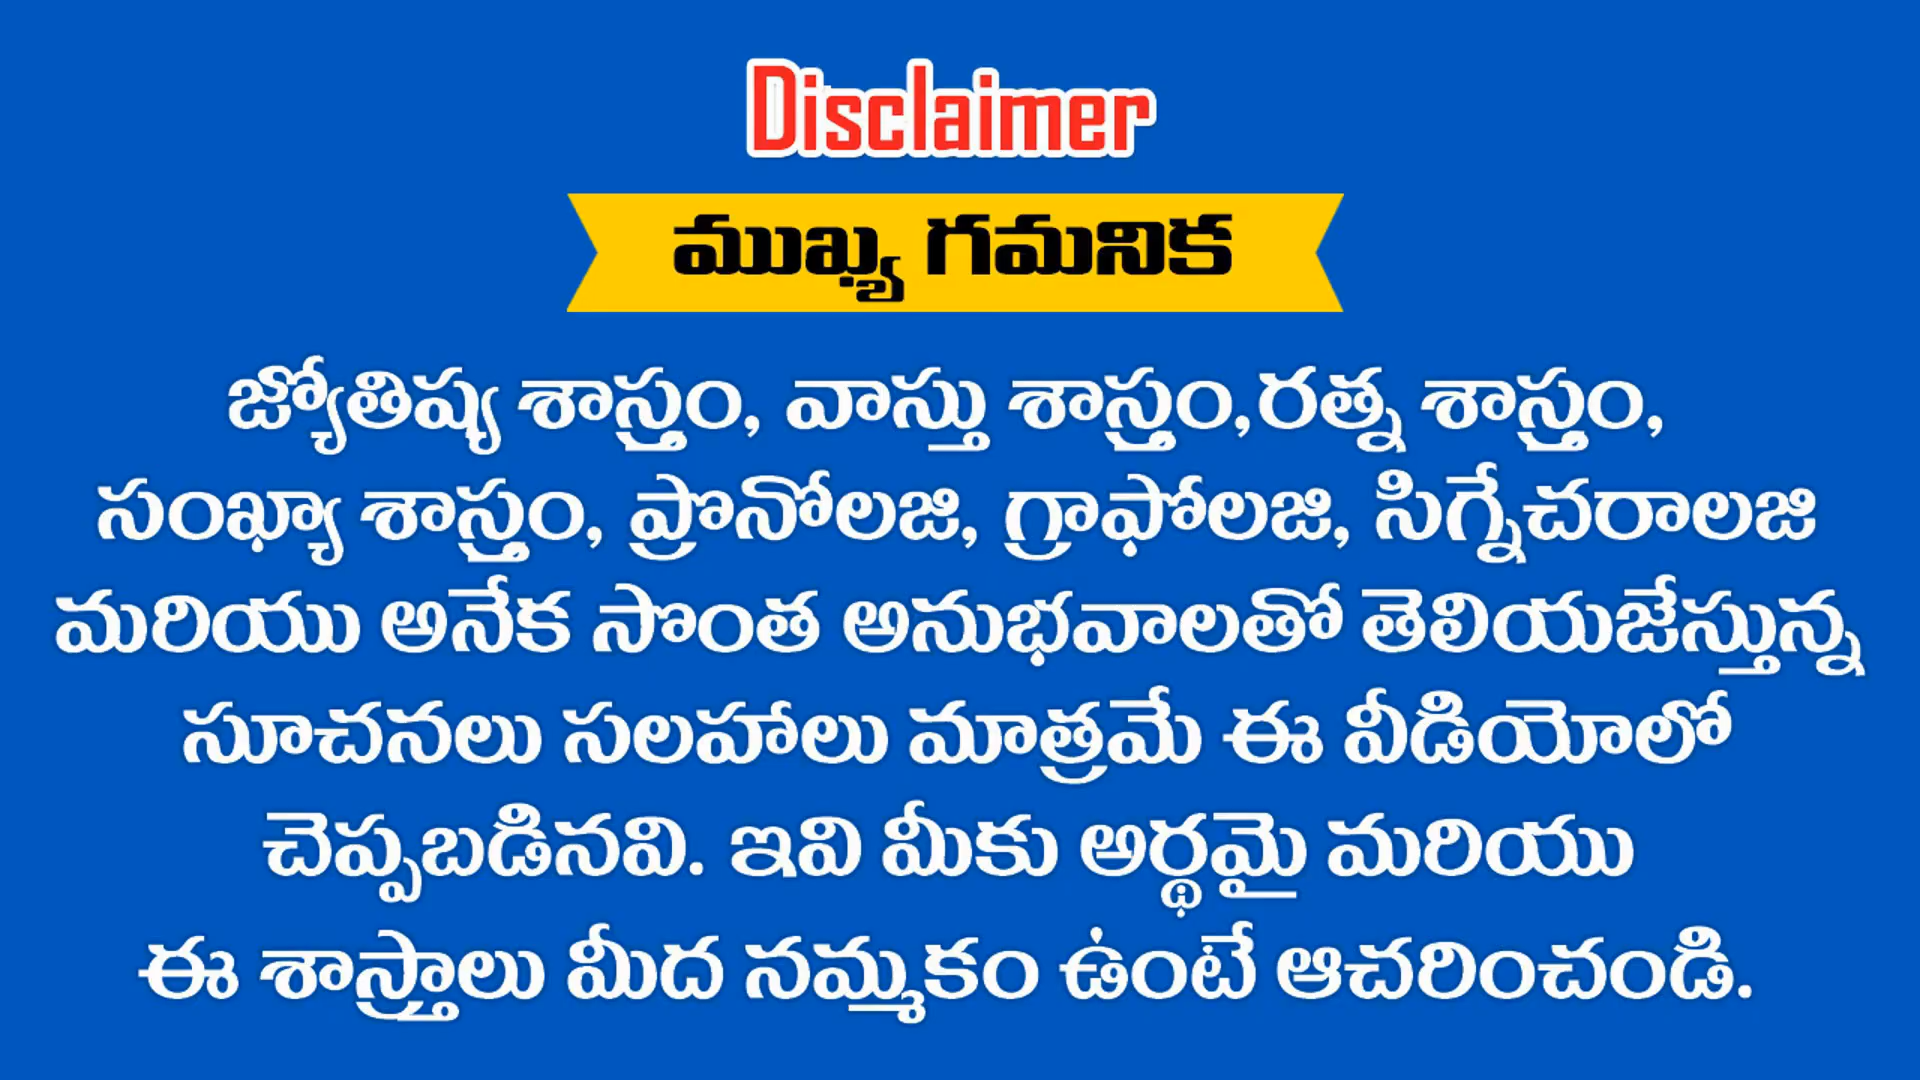 Disclaimer
ముఖ్య గమనిక
జ్యోతిష్య శాస్త్రం, వాస్తు శాస్త్రం,రత్న శాస్త్రం,
సంఖ్యా శాస్త్రం, ప్రొనోలజి, గ్రాఫోలజి, సిగ్నేచరాలజి
మరియు అనేక సొంత అనుభవాలతో తెలియజేస్తున్న
సూచనలు సలహాలు మాత్రమే ఈ వీడియోలో
చెప్పబడినవి. ఇవి మీకు అర్థమై మరియు
ఈ శాస్త్రాలు మీద నమ్మకం ఉంటే ఆచరించండి.